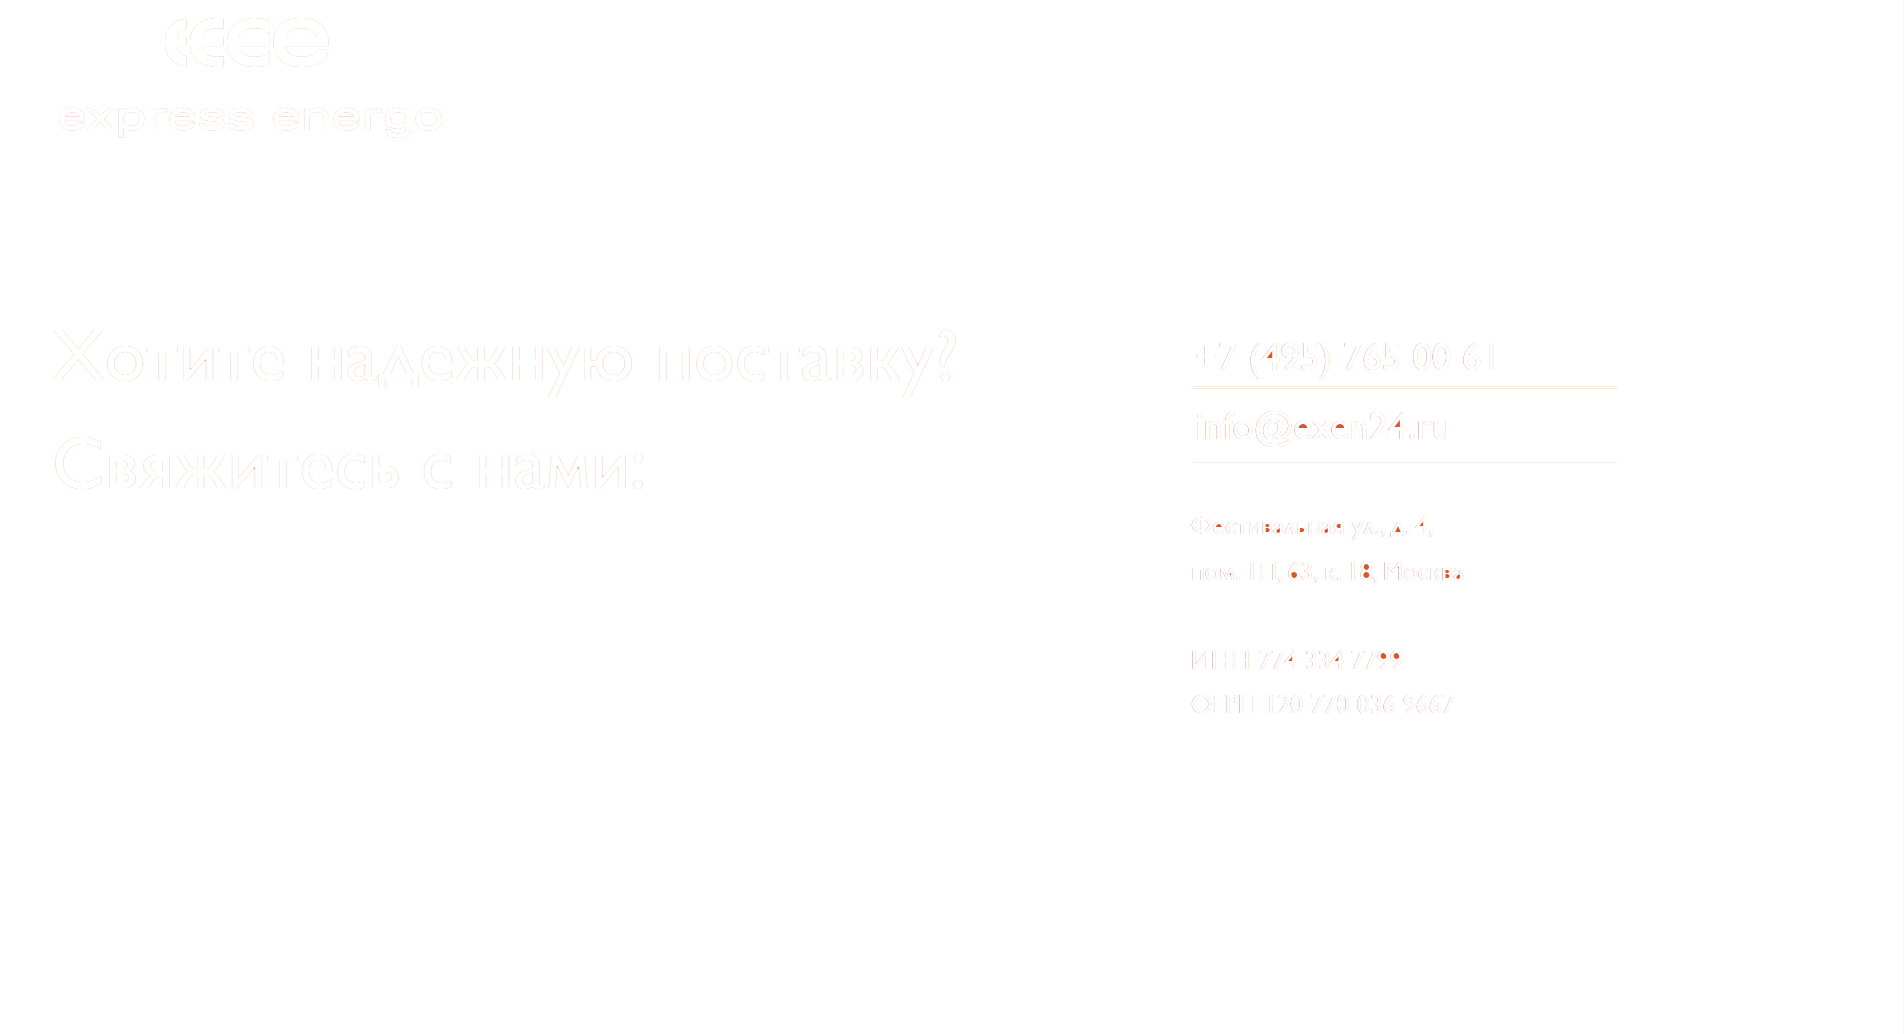 express energo
Хотите надежную поставку?
Свяжитесь с нами:
+7 (495) 765 00 61
info@exen24.ru
Фестивальная ул., д. 4,
пом. III, 63, к. 18, Москва
ИНН 774 334 7799
ОГРН 120 770 036 9667